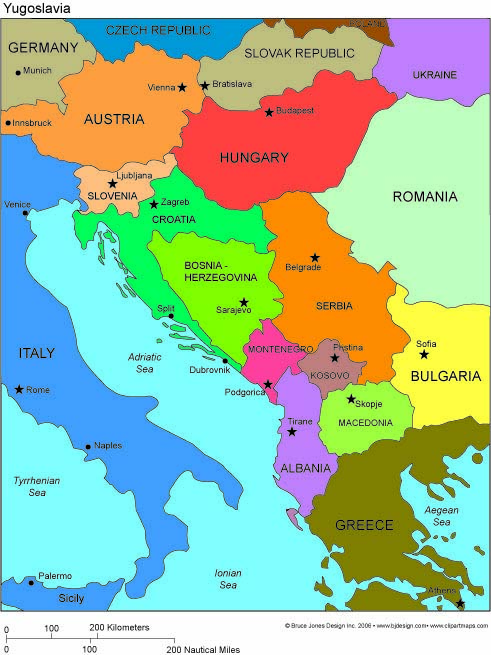 Yugoslavia
CZECH REPUBLIC
POLAND
GERMANY
SLOVAK REPUBLIC
UKRAINE
Munich
Vienna
Bratislava
Budapest
Innsbruck
AUSTRIA
HUNGARY
Ljubljana
SLOVENIA
ROMANIA
Venice
Zagreb
CROATIA
BOSNIA -
HERZEGOVINA
Belgrade
Sarajevo
SERBIA
Split
Sofia
ITALY
Adriatic
Sea
MONTENEGRO
Pristina
Dubrovnik
KOSOVO
BULGARIA
Rome
Podgorica
Skopje
Tirane
MACEDONIA
Naples
ALBANIA
Tyrrhenian
Sea
Aegean
Sea
GREECE
Palermo
Ionian
Sea
Athens
Sicily
© Bruce Jones Design Inc. 2006 • www.bjdesign.com • www.clipartmaps.com
0 100 200 Kilometers
0 100 200 Nautical Miles